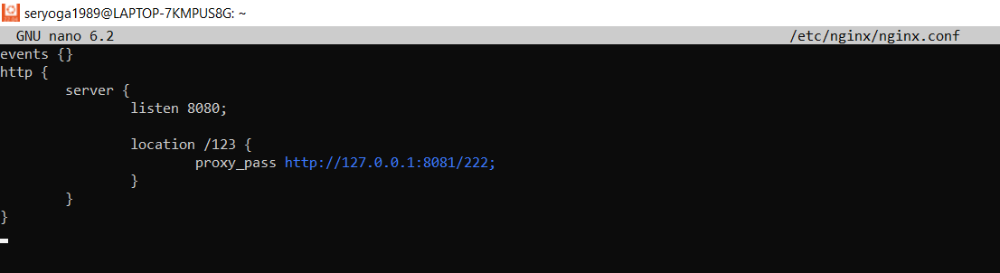 seryoga1989@LAPTOP-7KMPUS8G: ~
GNU nano 6.2 /etc/nginx/nginx.conf
events {}
http {
server {
listen 8080;
location /123 {
proxy_pass http://127.0.0.1:8081/222;
}
}
}